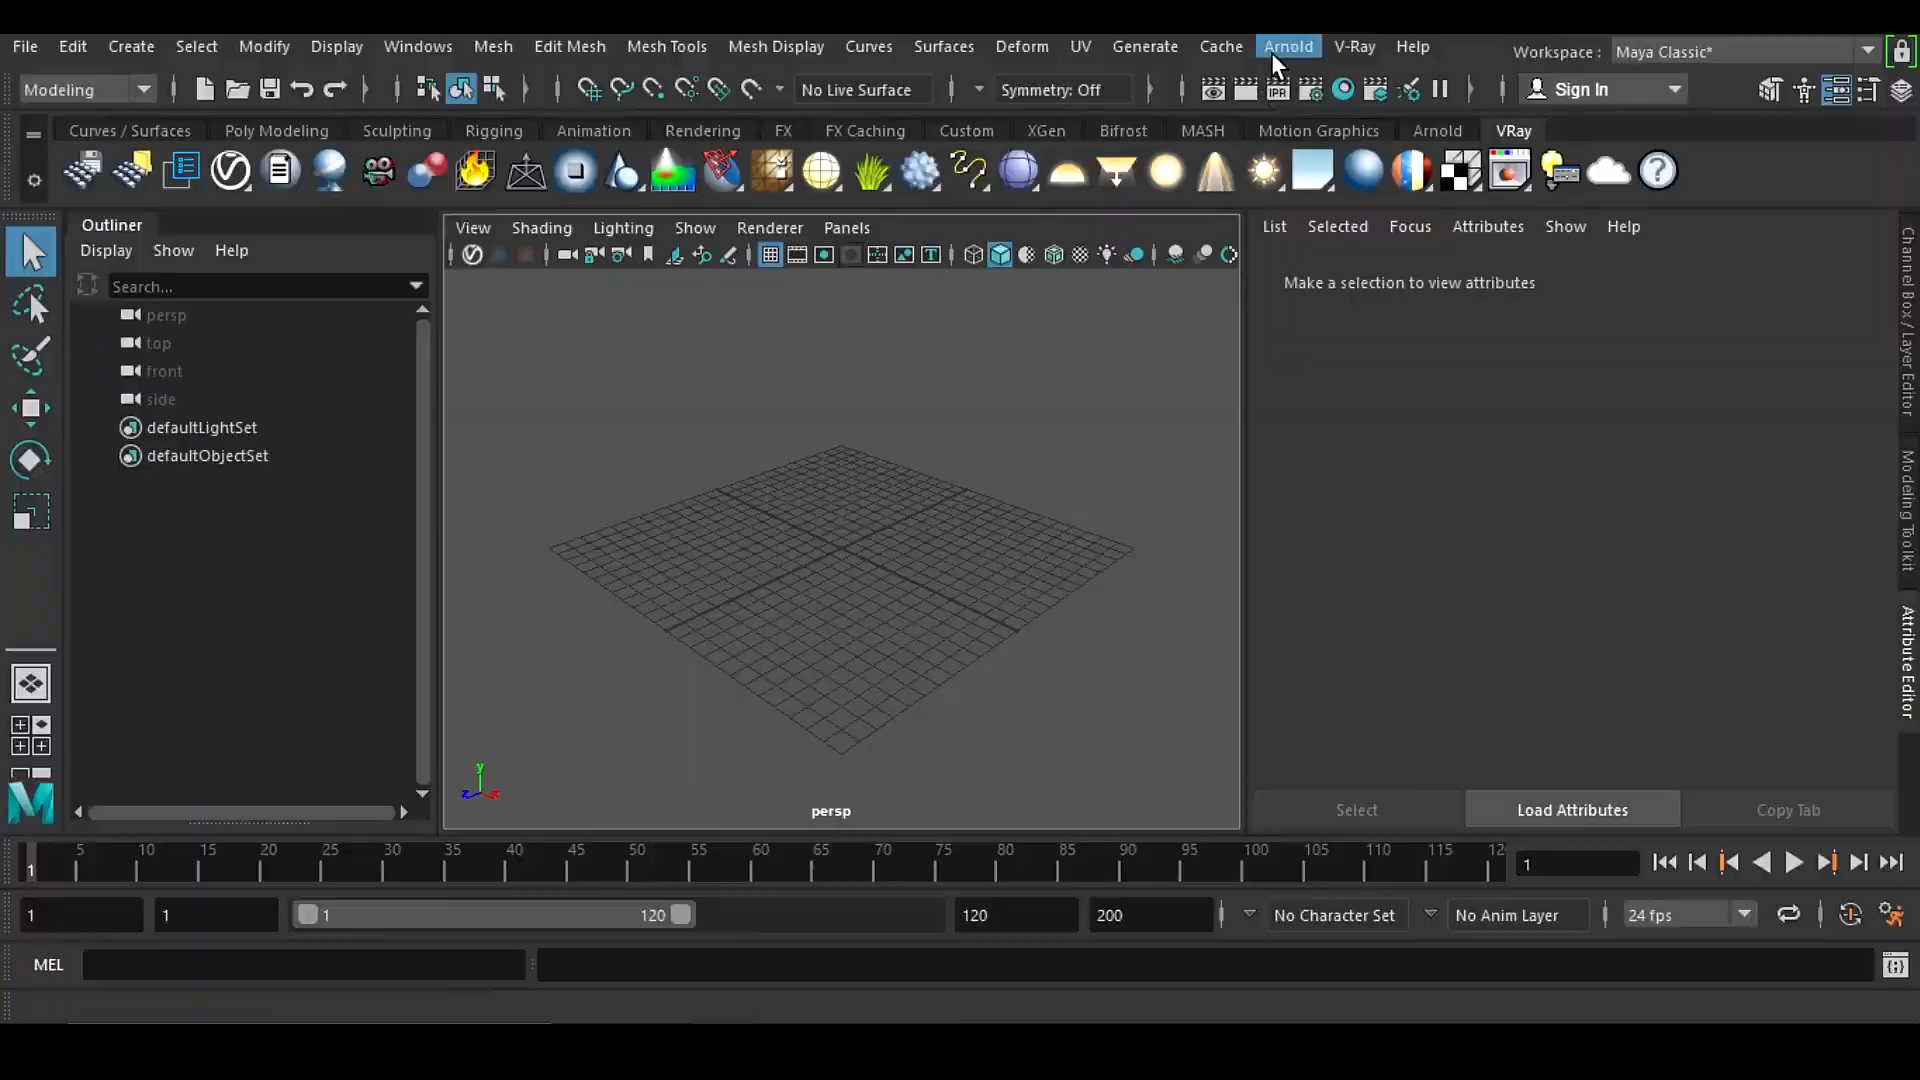 File Edit Create Select Modify Display Windows Mesh Edit Mesh Mesh Tools Mesh Display Curves Surfaces Deform UV Generate Cache Arnold V-Ray Help Workspace : Maya Classic*
Modeling No Live Surface Symmetry: Off IPR Sign In
Curves / Surfaces Poly Modeling Sculpting Rigging Animation Rendering FX FX Caching Custom XGen Bifrost MASH Motion Graphics Arnold VRay
Outliner
Display Show Help
Search...
persp
top
front
side
defaultLightSet
defaultObjectSet
View Shading Lighting Show Renderer Panels
y
z x
persp
List Selected Focus Attributes Show Help
Make a selection to view attributes
Select Load Attributes Copy Tab
Channel Box / Layer Editor
Modeling Toolkit
Attribute Editor
1 5 10 15 20 25 30 35 40 45 50 55 60 65 70 75 80 85 90 95 100 105 110 115 12 1
1 1 1 120 120 200 No Character Set No Anim Layer 24 fps
MEL